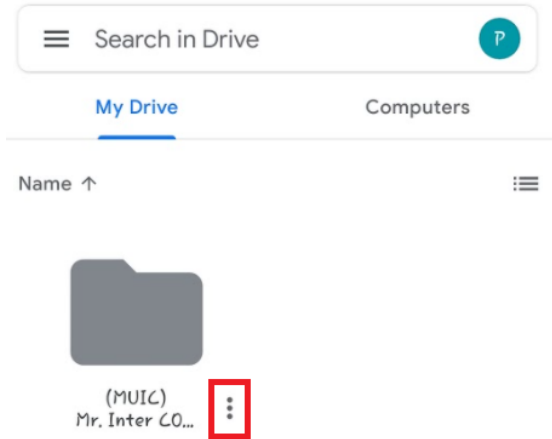 Search in Drive
P
My Drive Computers
Name ↑
(MUIC)
Mr. Inter CO...